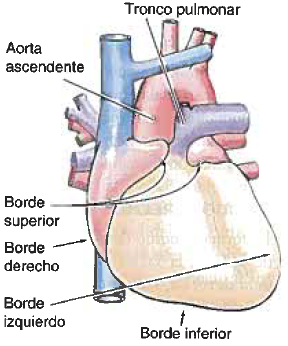 Tronco pulmonar
Aorta
ascendente
Borde
superior
Borde
derecho
Borde
izquierdo
Borde inferior